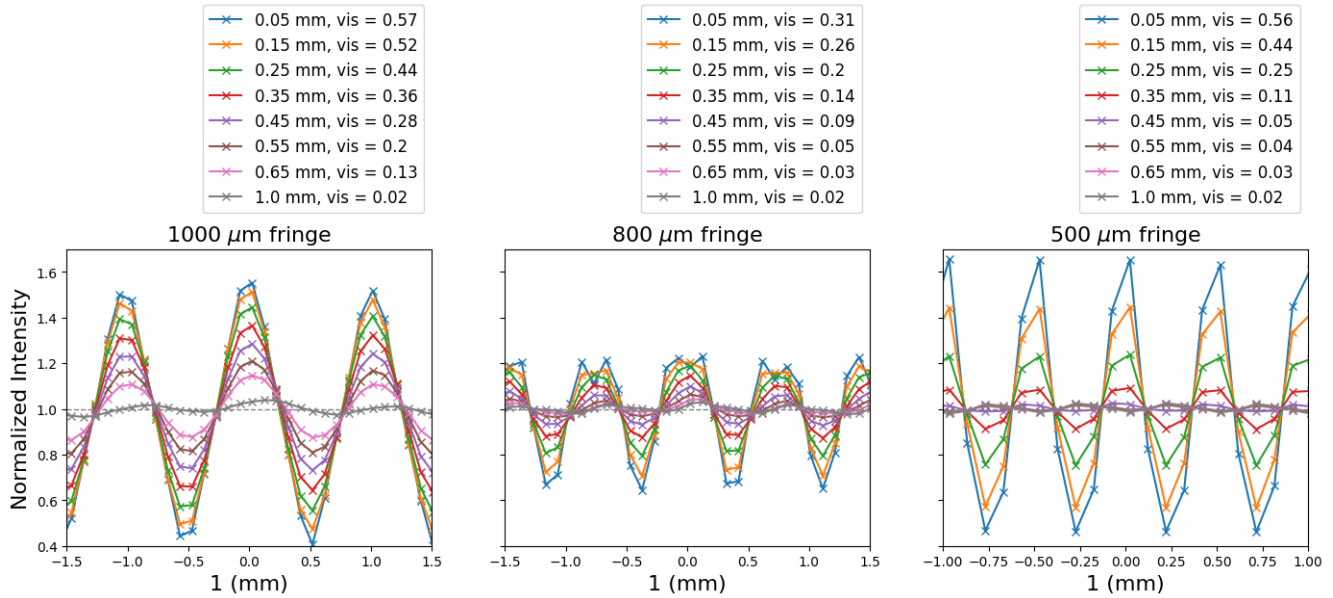 0.05 mm, vis = 0.57
0.15 mm, vis = 0.52
0.25 mm, vis = 0.44
0.35 mm, vis = 0.36
0.45 mm, vis = 0.28
0.55 mm, vis = 0.2
0.65 mm, vis = 0.13
1.0 mm, vis = 0.02
0.05 mm, vis = 0.31
0.15 mm, vis = 0.26
0.25 mm, vis = 0.2
0.35 mm, vis = 0.14
0.45 mm, vis = 0.09
0.55 mm, vis = 0.05
0.65 mm, vis = 0.03
1.0 mm, vis = 0.02
0.05 mm, vis = 0.56
0.15 mm, vis = 0.44
0.25 mm, vis = 0.25
0.35 mm, vis = 0.11
0.45 mm, vis = 0.05
0.55 mm, vis = 0.04
0.65 mm, vis = 0.03
1.0 mm, vis = 0.02
1000 μm fringe
800 μm fringe
500 μm fringe
Normalized Intensity
1.6
1.4
1.2
1.0
0.8
0.6
0.4
−1.5 −1.0 −0.5 0.0 0.5 1.0 1.5
−1.5 −1.0 −0.5 0.0 0.5 1.0 1.5
−1.00 −0.75 −0.50 −0.25 0.00 0.25 0.50 0.75 1.00
1 (mm)
1 (mm)
1 (mm)